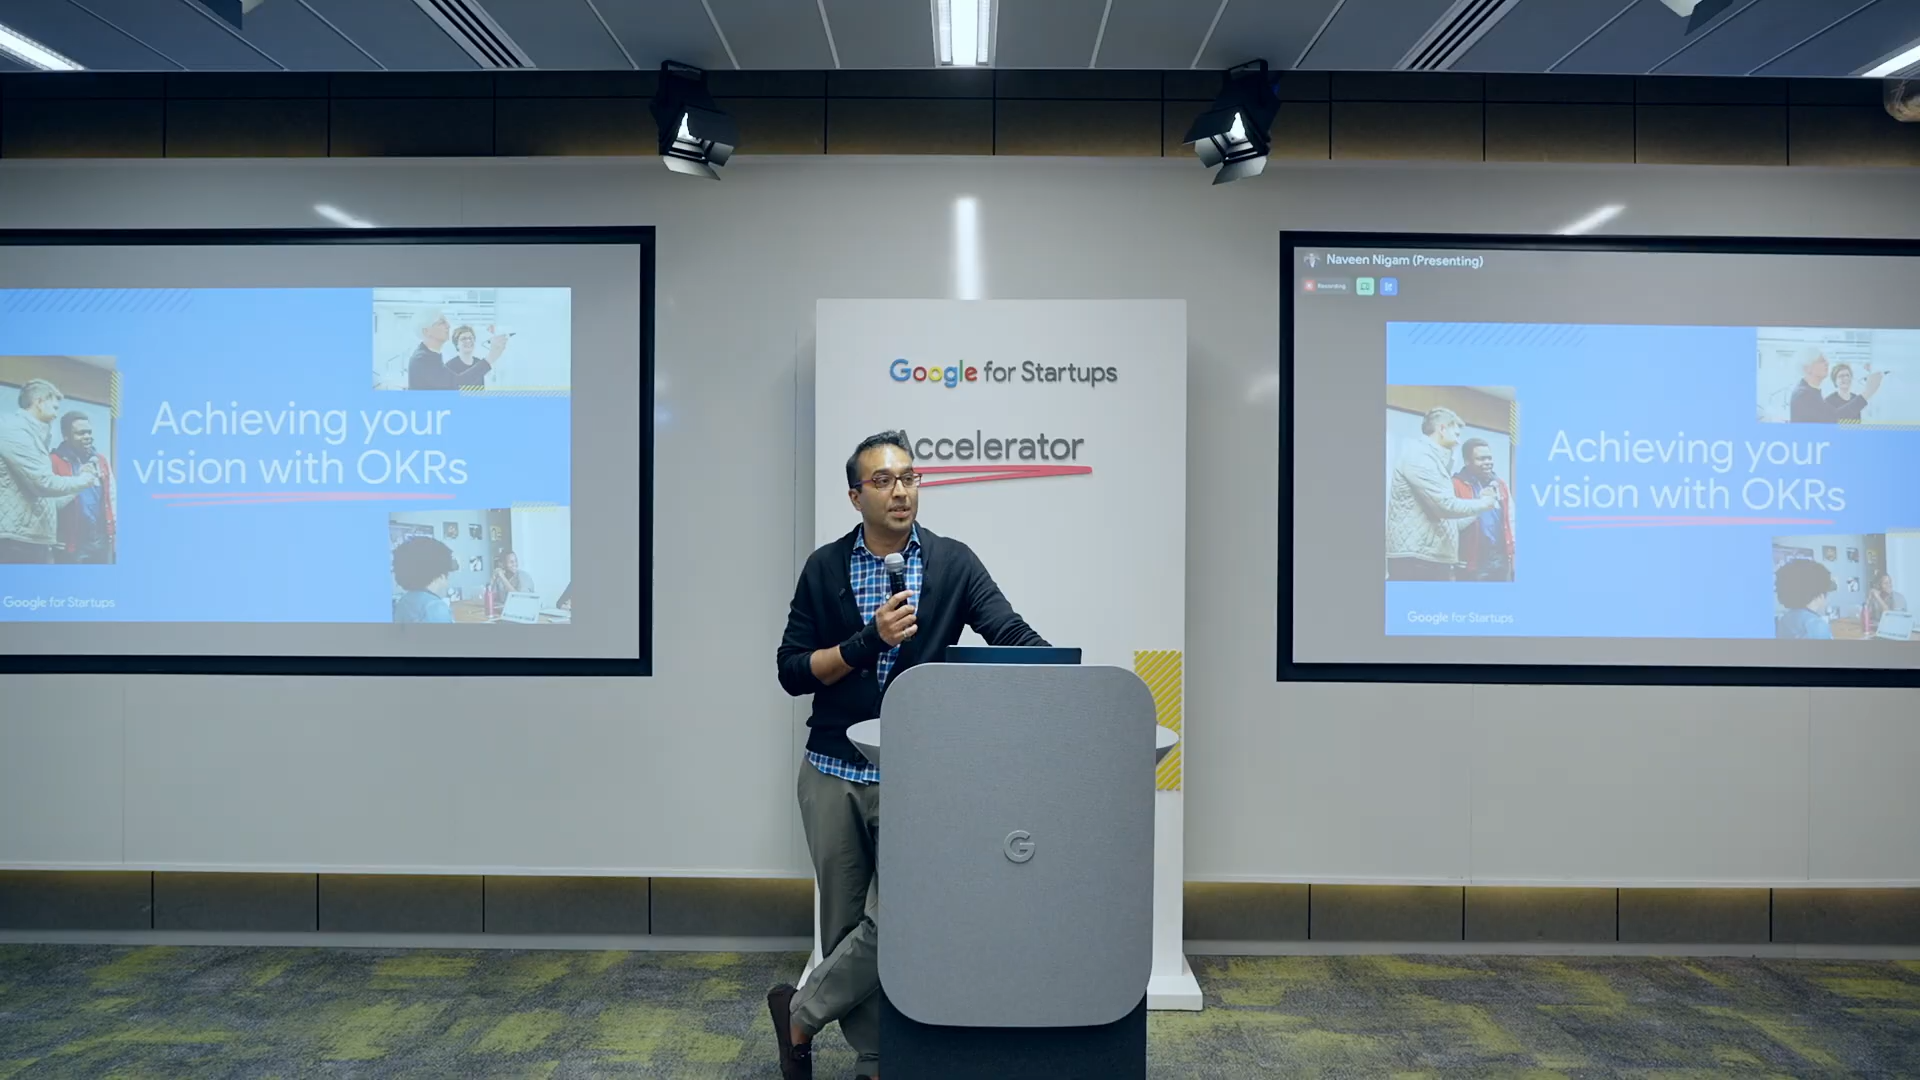 Achieving your
vision with OKRs
Google for Startups
Google for Startups
Accelerator
G
Naveen Nigam (Presenting)
Recording
Achieving your
vision with OKRs
Google for Startups